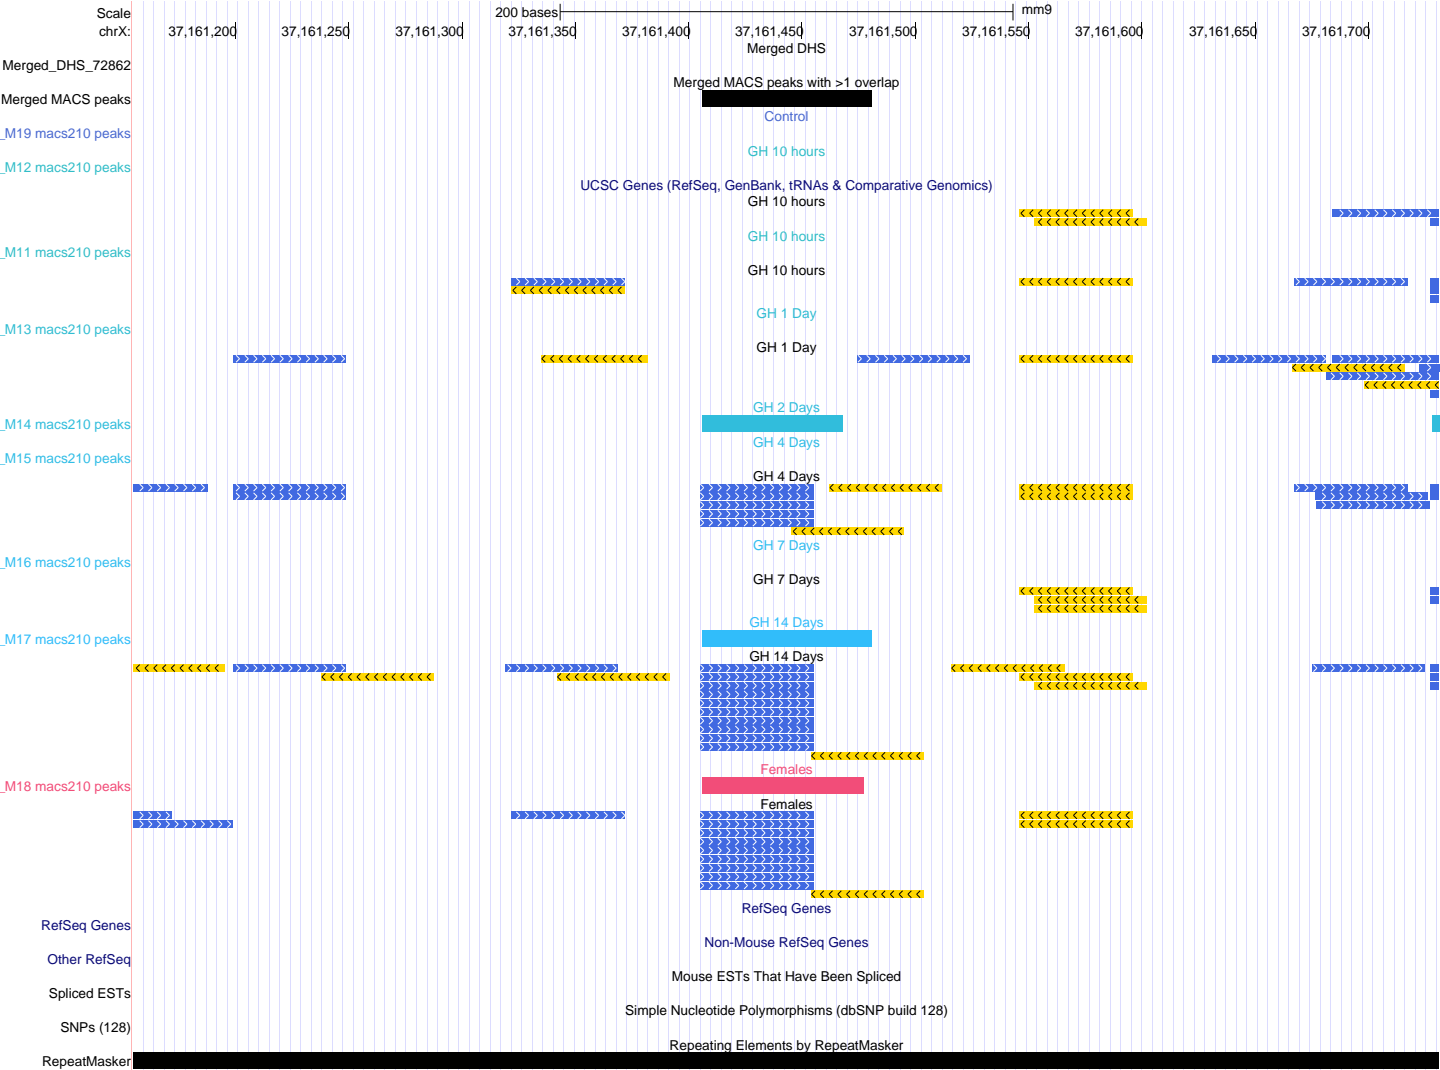 Scale 200 bases mm9
chrX: 37,161,200 37,161,250 37,161,300 37,161,350 37,161,400 37,161,450 37,161,500 37,161,550 37,161,600 37,161,650 37,161,700
Merged DHS
Merged_DHS_72862
Merged MACS peaks with >1 overlap
Merged MACS peaks
Control
_M19 macs210 peaks
GH 10 hours
_M12 macs210 peaks
UCSC Genes (RefSeq, GenBank, tRNAs & Comparative Genomics)
GH 10 hours
GH 10 hours
_M11 macs210 peaks
GH 10 hours
GH 1 Day
_M13 macs210 peaks
GH 1 Day
GH 2 Days
_M14 macs210 peaks
GH 4 Days
_M15 macs210 peaks
GH 4 Days
GH 7 Days
_M16 macs210 peaks
GH 7 Days
GH 14 Days
_M17 macs210 peaks
GH 14 Days
Females
_M18 macs210 peaks
Females
RefSeq Genes
RefSeq Genes
Non-Mouse RefSeq Genes
Other RefSeq
Mouse ESTs That Have Been Spliced
Spliced ESTs
Simple Nucleotide Polymorphisms (dbSNP build 128)
SNPs (128)
Repeating Elements by RepeatMasker
RepeatMasker